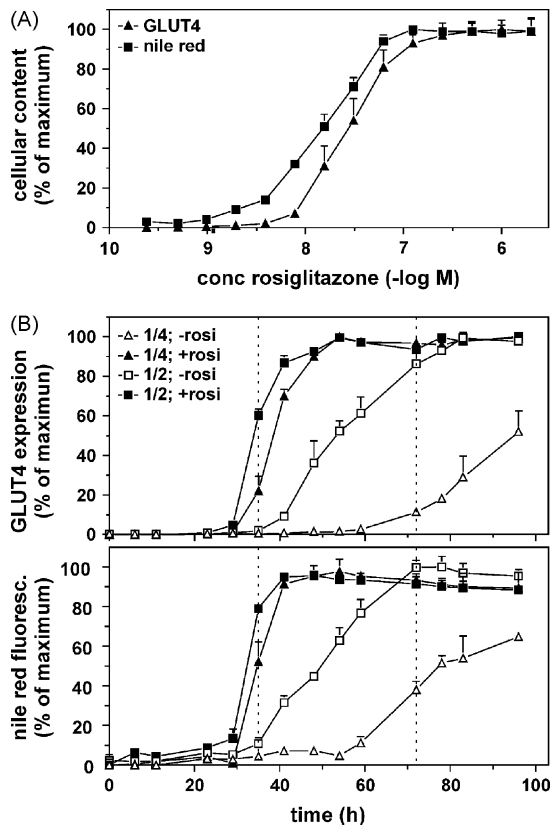 (A)
GLUT4
nile red
cellular content
(% of maximum)
100
80
60
40
20
0
10 9 8 7 6
conc rosiglitazone (-log M)
(B)
1/4; -rosi
1/4; +rosi
1/2; -rosi
1/2; +rosi
GLUT4 expression
(% of maximun)
100
80
60
40
20
0
nile red fluoresc.
(% of maximum)
100
80
60
40
20
0
0 20 40 60 80 100
time (h)